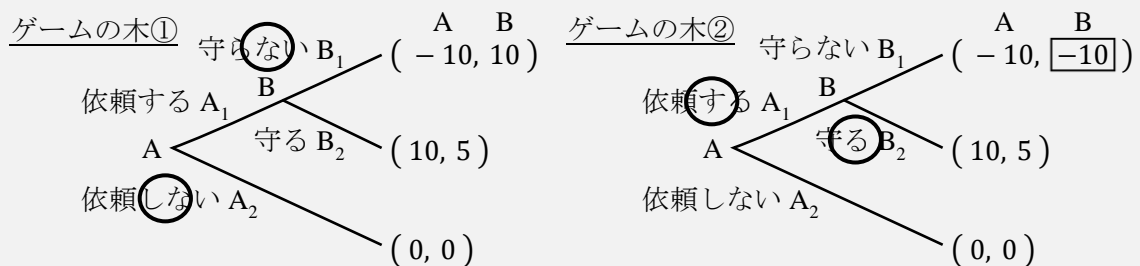 ゲームの木①
A B
守らない B₁ ( − 10, 10 )
B
依頼する A₁
守る B₂ ( 10, 5 )
A
依頼しない A₂
( 0, 0 )
ゲームの木②
A B
守らない B₁ ( − 10, −10 )
B
依頼する A₁
守る B₂ ( 10, 5 )
A
依頼しない A₂
( 0, 0 )